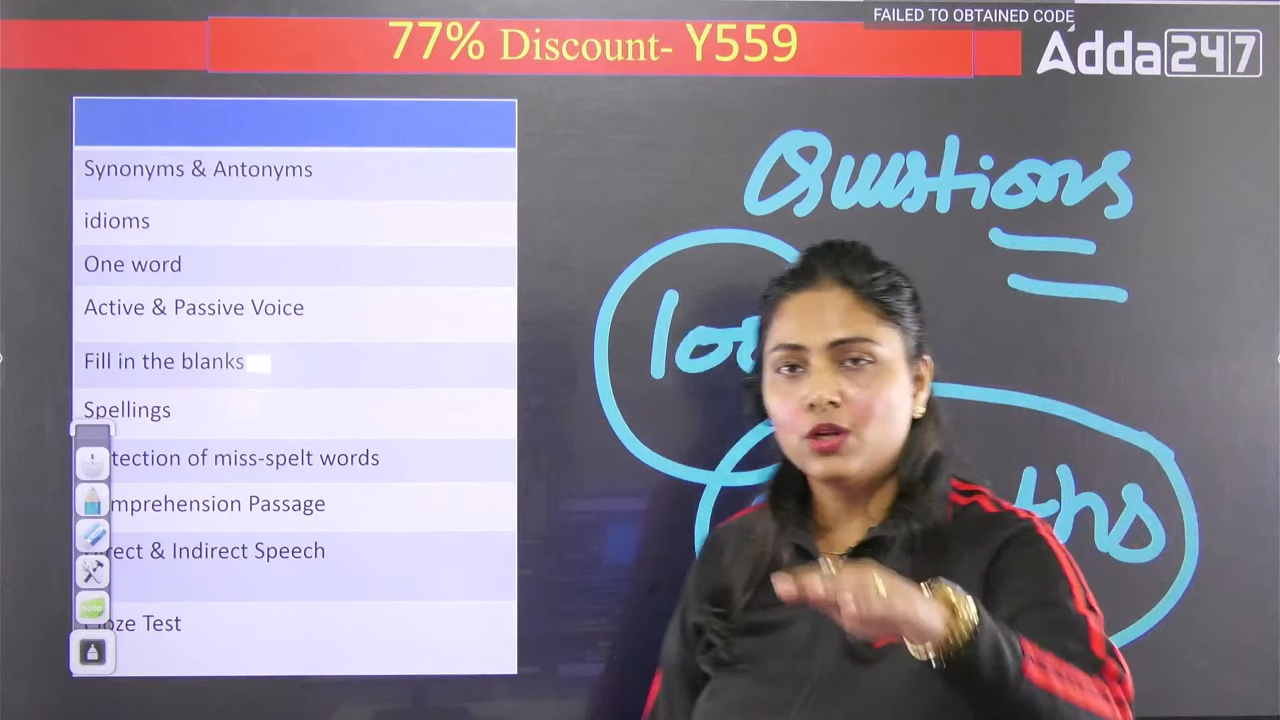 FAILED TO OBTAINED CODE
77% Discount- Y559
Adda247
Synonyms & Antonyms
idioms
One word
Active & Passive Voice
Fill in the blanks
Spellings
tection of miss-spelt words
mprehension Passage
rect & Indirect Speech
oze Test
Questions